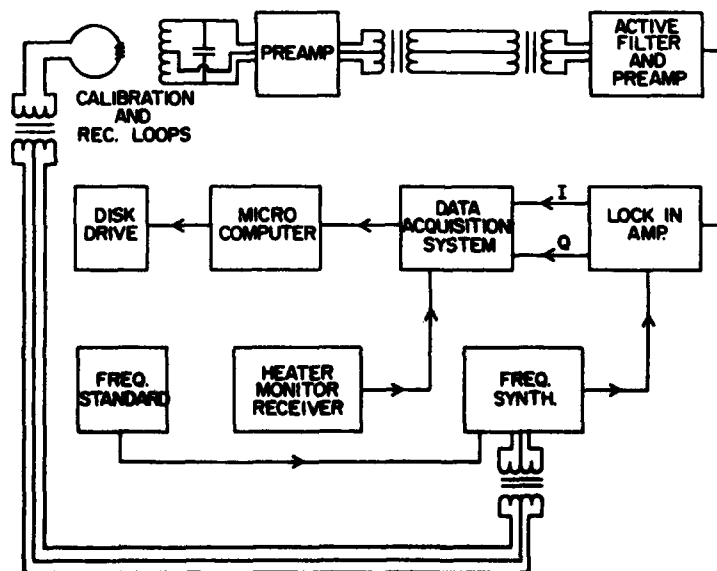 PREAMP
ACTIVE
FILTER
AND
PREAMP
CALIBRATION
AND
REC. LOOPS
DISK
DRIVE
MICRO
COMPUTER
DATA
ACQUISITION
SYSTEM
I
Q
LOCK IN
AMP.
FREQ.
STANDARD
HEATER
MONITOR
RECEIVER
FREQ.
SYNTH.